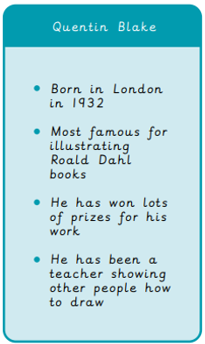 Quentin Blake
• Born in London
in 1932
• Most famous for
illustrating
Roald Dahl
books
• He has won lots
of prizes for his
work
• He has been a
teacher showing
other people how
to draw